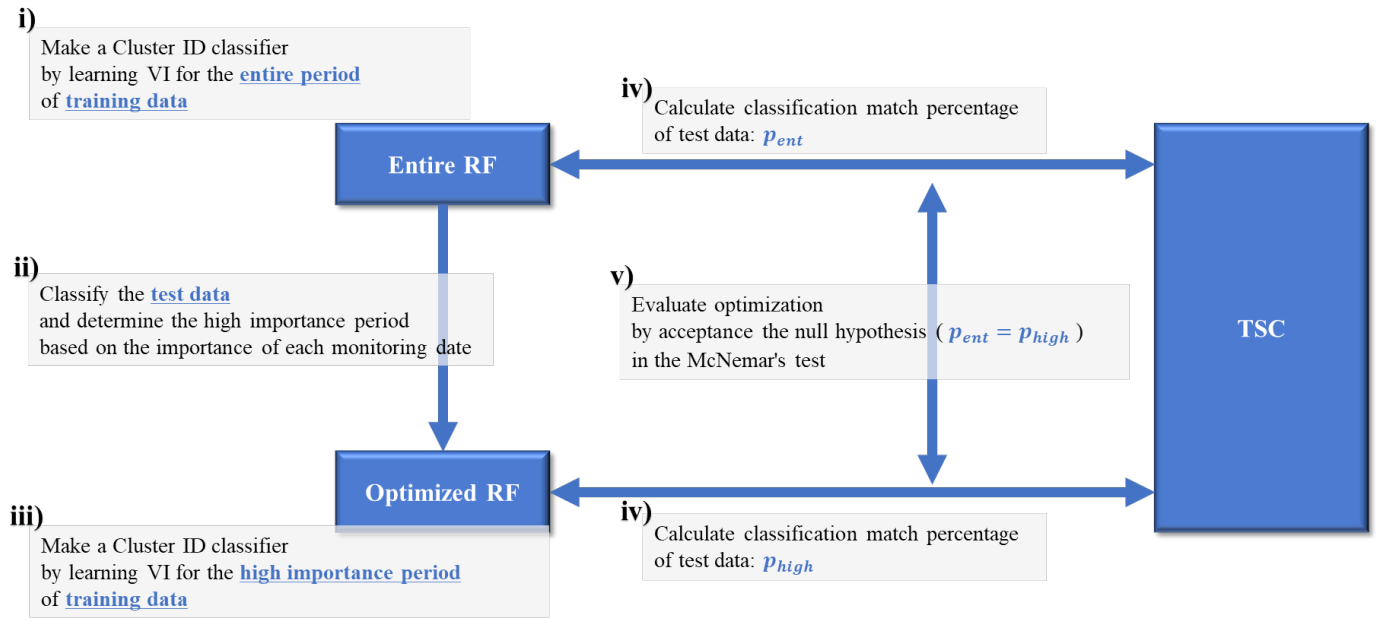 i)
Make a Cluster ID classifier
by learning VI for the entire period
of training data
iv)
Calculate classification match percentage
of test data: p_ent
Entire RF
TSC
ii)
Classify the test data
and determine the high importance period
based on the importance of each monitoring date
v)
Evaluate optimization
by acceptance the null hypothesis ( p_ent = p_high )
in the McNemar's test
Optimized RF
iii)
Make a Cluster ID classifier
by learning VI for the high importance period
of training data
iv)
Calculate classification match percentage
of test data: p_high